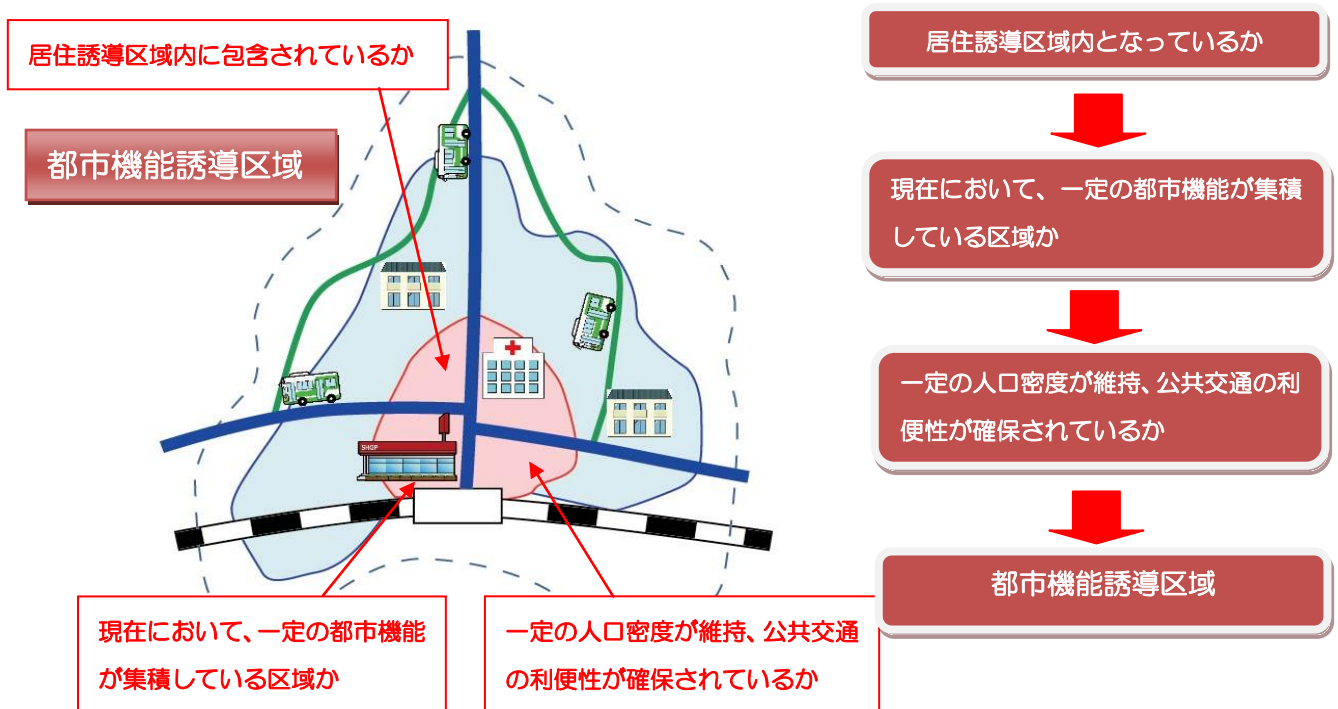 居住誘導区域内に包含されているか
都市機能誘導区域
SHOP
現在において、一定の都市機能
が集積している区域か
一定の人口密度が維持、公共交通
の利便性が確保されているか
居住誘導区域内となっているか
現在において、一定の都市機能が集積
している区域か
一定の人口密度が維持、公共交通の利
便性が確保されているか
都市機能誘導区域